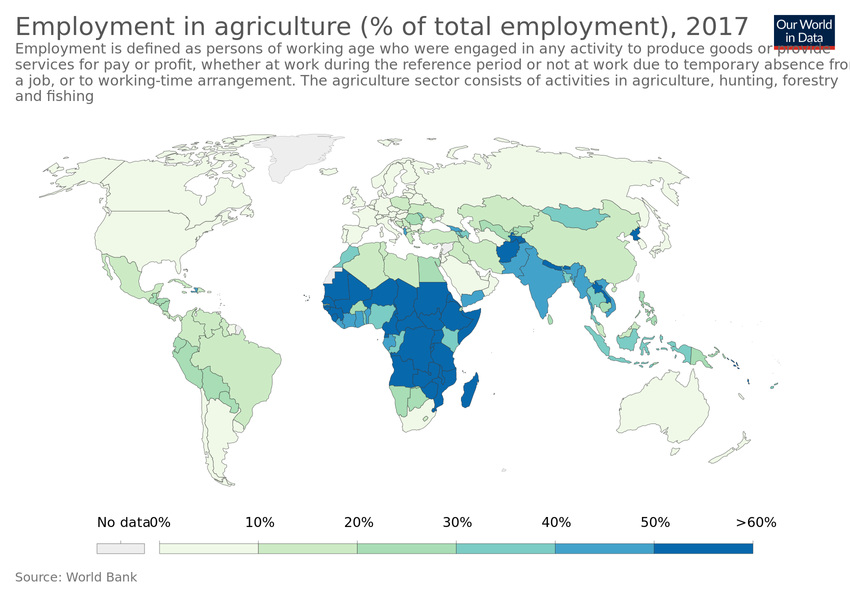 Employment in agriculture (% of total employment), 2017
Our World
in Data
Employment is defined as persons of working age who were engaged in any activity to produce goods or provide
services for pay or profit, whether at work during the reference period or not at work due to temporary absence from
a job, or to working-time arrangement. The agriculture sector consists of activities in agriculture, hunting, forestry
and fishing
No data 0% 10% 20% 30% 40% 50% >60%
Source: World Bank